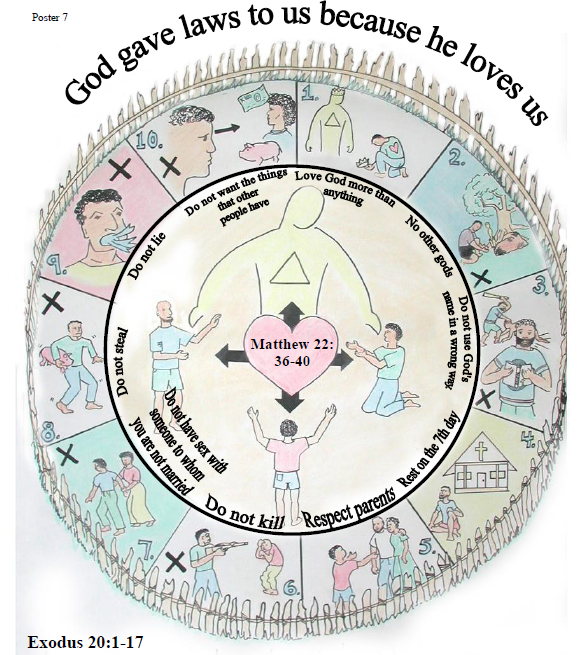 Poster 7
God gave laws to us because he loves us
1.
2.
3.
4.
5.
6.
7.
8.
9.
10.
Love God more than
anything
No other gods
Do not use God's
name in a wrong way
Rest on the 7th day
Respect parents
Do not kill
Do not have sex with
someone to whom
you are not married
Do not steal
Do not lie
Do not want the things
that other
people have
Matthew 22:
36-40
Exodus 20:1-17